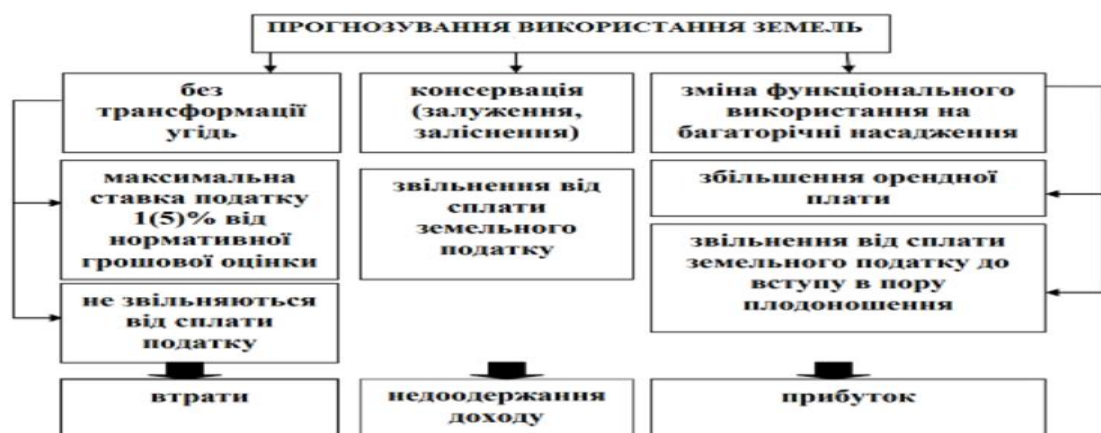 ПРОГНОЗУВАННЯ ВИКОРИСТАННЯ ЗЕМЕЛЬ
без
трансформації
угідь
максимальна
ставка податку
1(5)% від
нормативної
грошової оцінки
не звільняються
від сплати
податку
втрати
консервація
(залуження,
заліснення)
звільнення від
сплати
земельного
податку
недоодержання
доходу
зміна функціонального
використання на
багаторічні насадження
збільшення орендної
плати
звільнення від сплати
земельного податку до
вступу в пору
плодоношення
прибуток